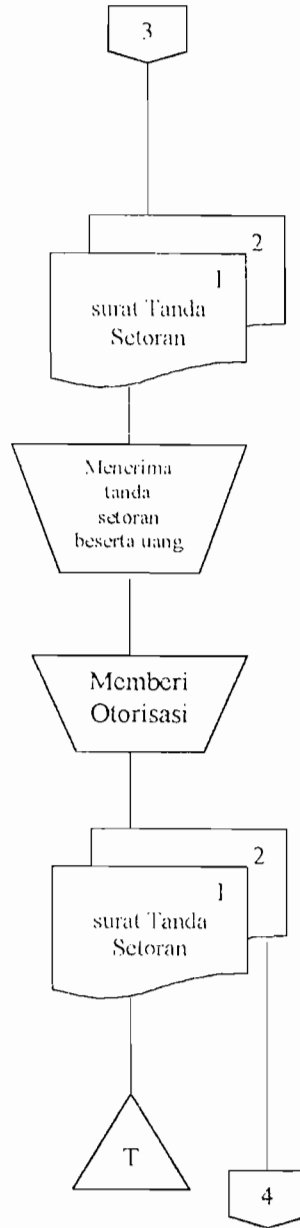 3
2
1
surat Tanda
Setoran
Menerima
tanda
setoran
beserta uang
Memberi
Otorisasi
2
1
surat Tanda
Setoran
T
4